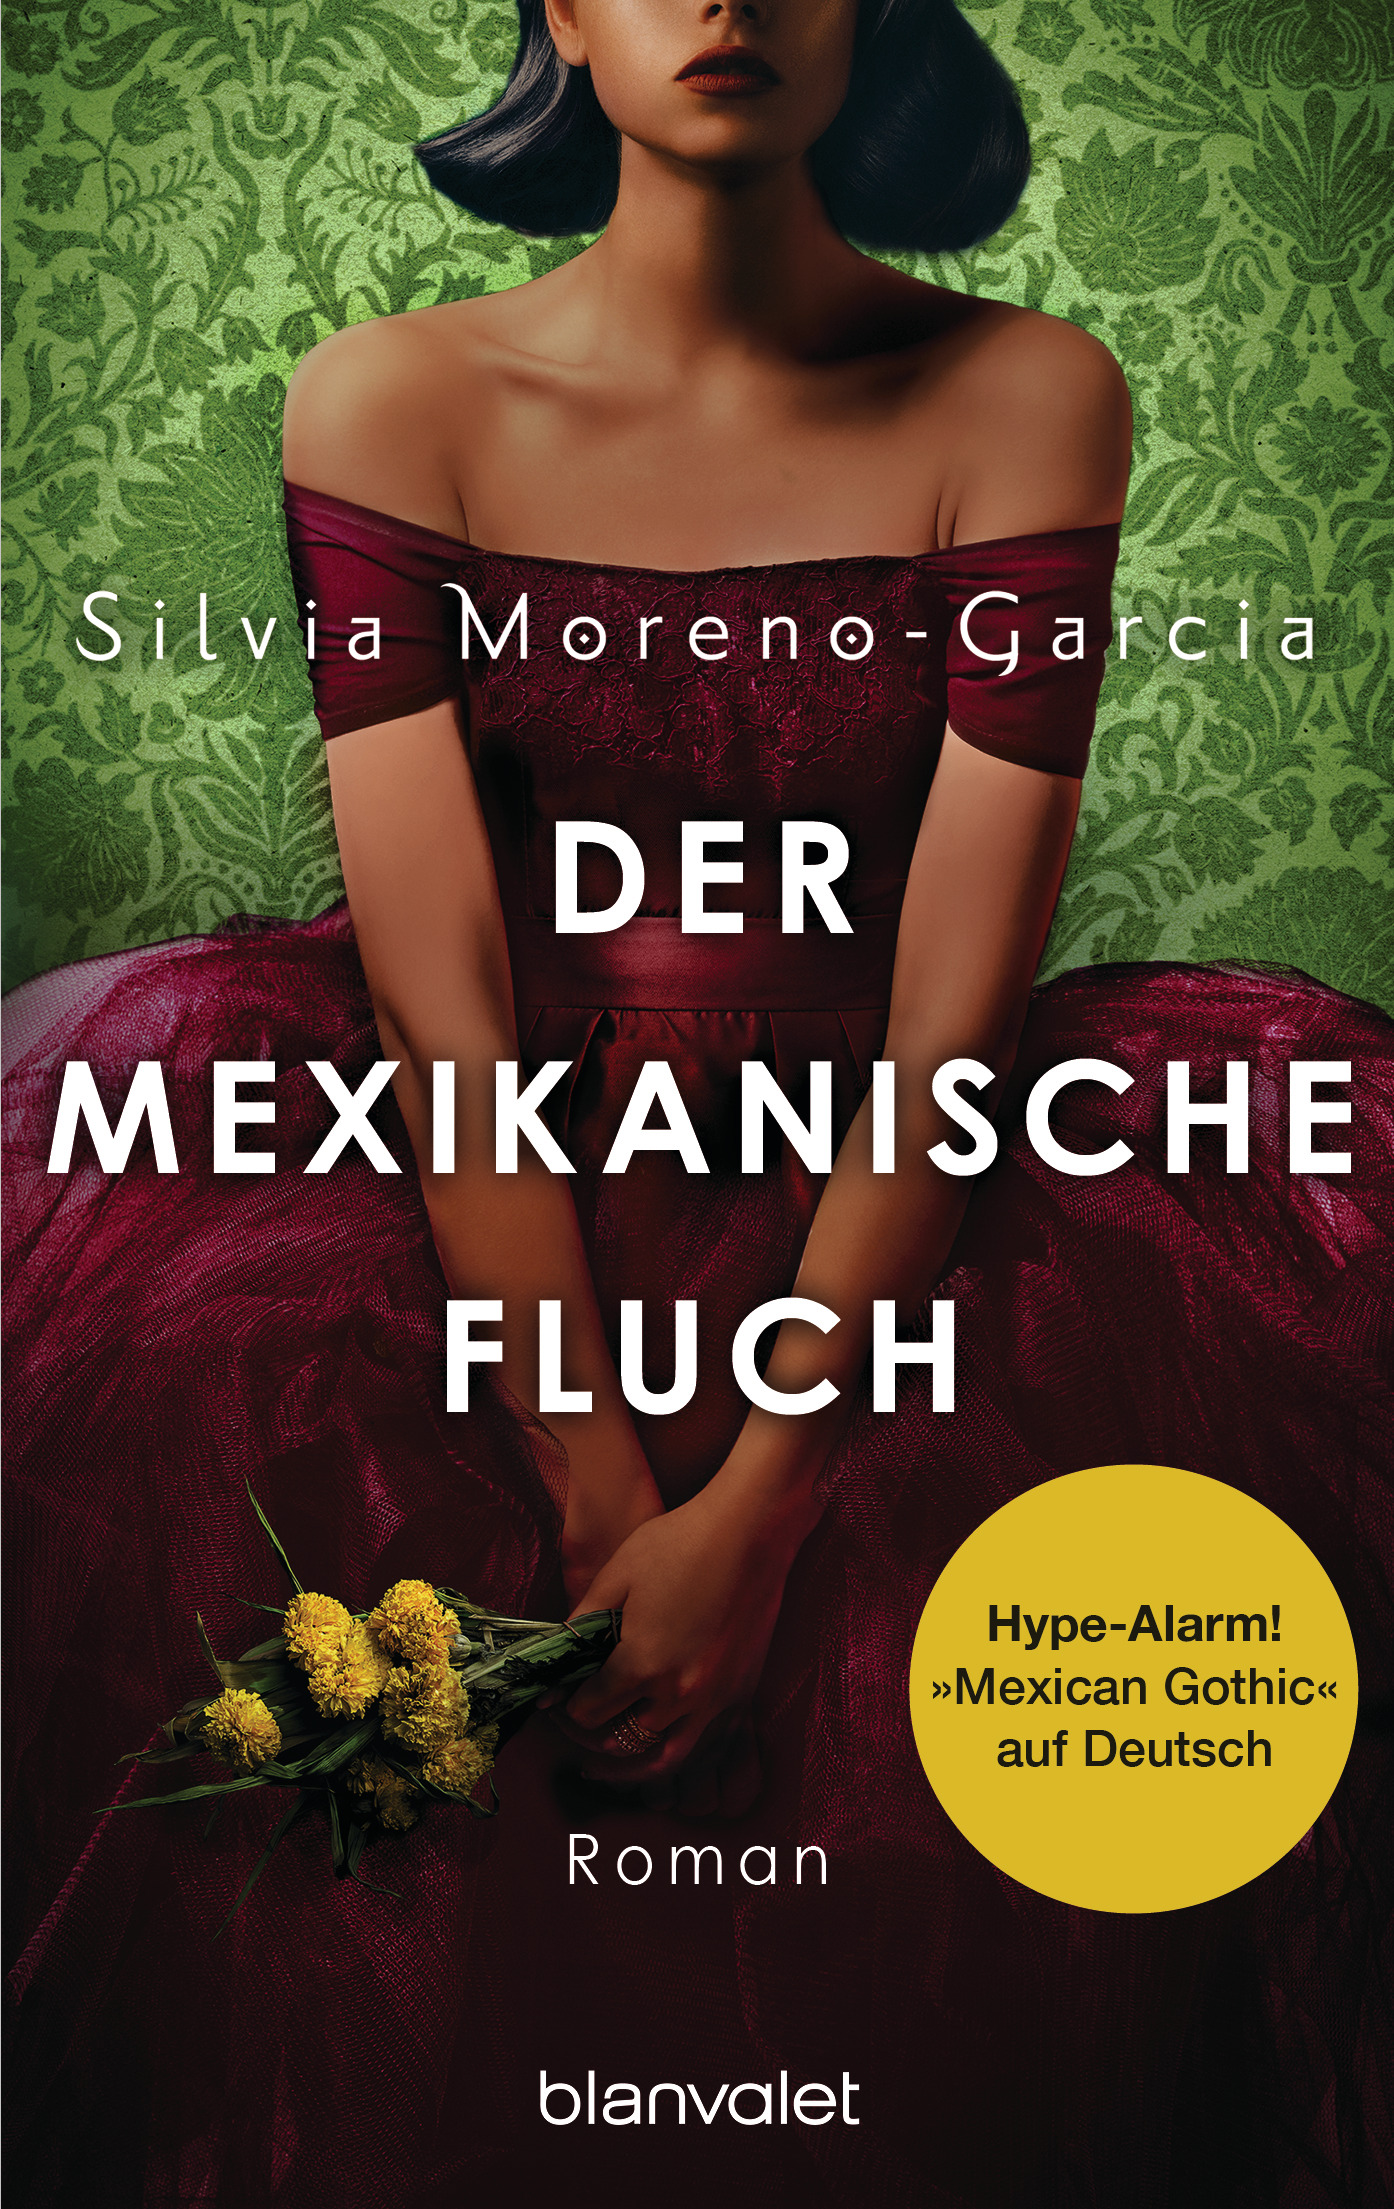 Silvia Moreno-Garcia
DER
MEXIKANISCHE
FLUCH
Hype-Alarm!
»Mexican Gothic«
auf Deutsch
Roman
blanvalet